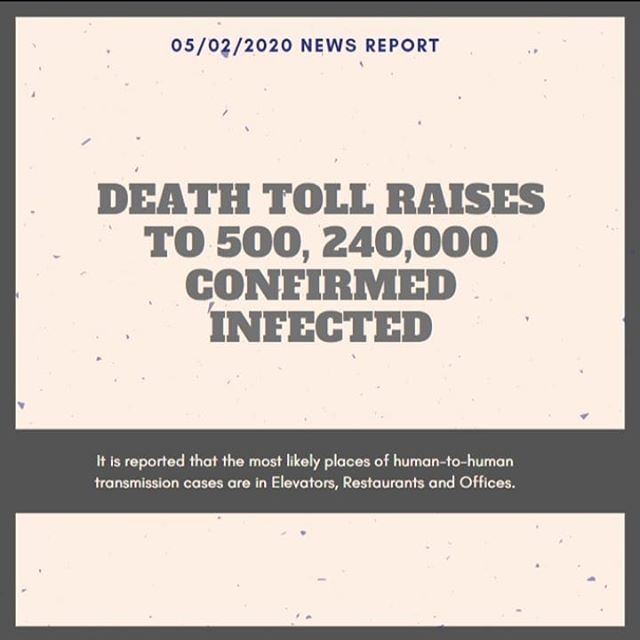 05/02/2020 NEWS REPORT
DEATH TOLL RAISES
TO 500, 240,000
CONFIRMED
INFECTED
It is reported that the most likely places of human-to-human
transmission cases are in Elevators, Restaurants and Offices.